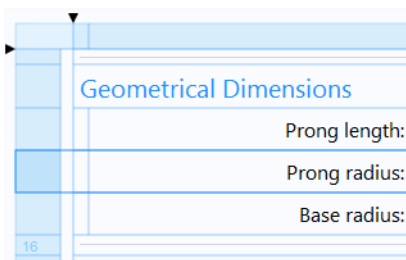 Geometrical Dimensions
Prong length:
Prong radius:
Base radius:
16